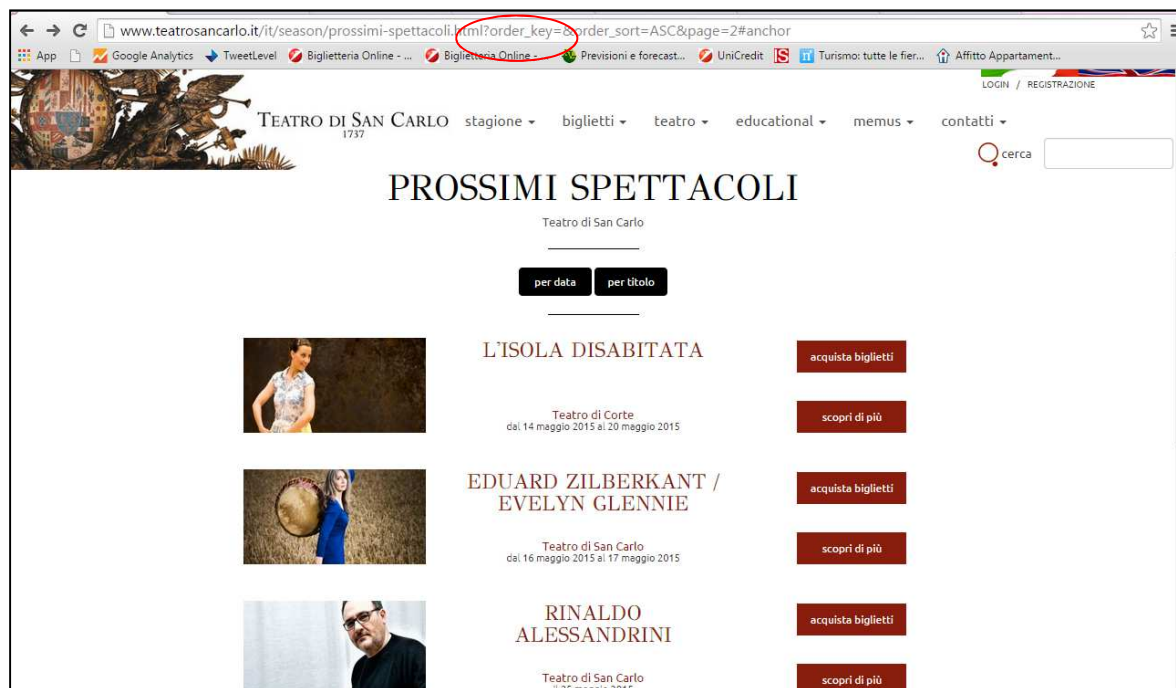 www.teatrosancarlo.it/it/season/prossimi-spettacoli.html?order_key=&order_sort=ASC&page=2#anchor
App Google Analytics TweetLevel Biglietteria Online - ... Biglietteria Online - ... Previsioni e forecast... UniCredit Turismo: tutte le fier... Affitto Appartament...
LOGIN / REGISTRAZIONE
TEATRO DI SAN CARLO stagione biglietti teatro educational memus contatti
1737
cerca
PROSSIMI SPETTACOLI
Teatro di San Carlo
per data per titolo
L'ISOLA DISABITATA
acquista biglietti
Teatro di Corte
dal 14 maggio 2015 al 20 maggio 2015
scopri di più
EDUARD ZILBERKANT /
EVELYN GLENNIE
acquista biglietti
Teatro di San Carlo
dal 16 maggio 2015 al 17 maggio 2015
scopri di più
RINALDO
ALESSANDRINI
acquista biglietti
Teatro di San Carlo
scopri di più